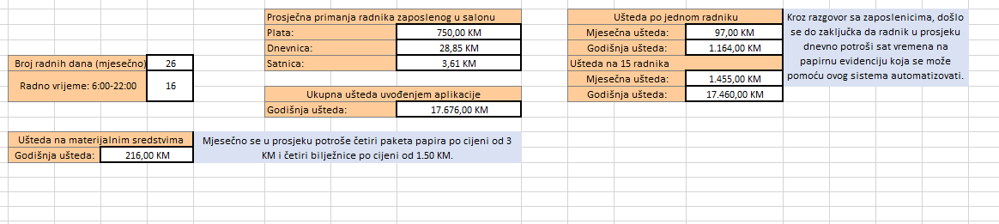 Prosječna primanja radnika zaposlenog u salonu
Plata: 750,00 KM
Dnevnica: 28,85 KM
Satnica: 3,61 KM
Ušteda po jednom radniku
Mjesečna ušteda: 97,00 KM
Godišnja ušteda: 1.164,00 KM
Ušteda na 15 radnika
Mjesečna ušteda: 1.455,00 KM
Godišnja ušteda: 17.460,00 KM
Kroz razgovor sa zaposlenicima, došlo
se do zaključka da radnik u prosjeku
dnevno potroši sat vremena na
papirnu evidenciju koja se može
pomoću ovog sistema automatizovati.
Broj radnih dana (mjesečno) 26
Radno vrijeme: 6:00-22:00 16
Ukupna ušteda uvođenjem aplikacije
Godišnja ušteda: 17.676,00 KM
Ušteda na materijalnim sredstvima
Godišnja ušteda: 216,00 KM
Mjesečno se u prosjeku potroše četiri paketa papira po cijeni od 3
KM i četiri bilježnice po cijeni od 1.50 KM.